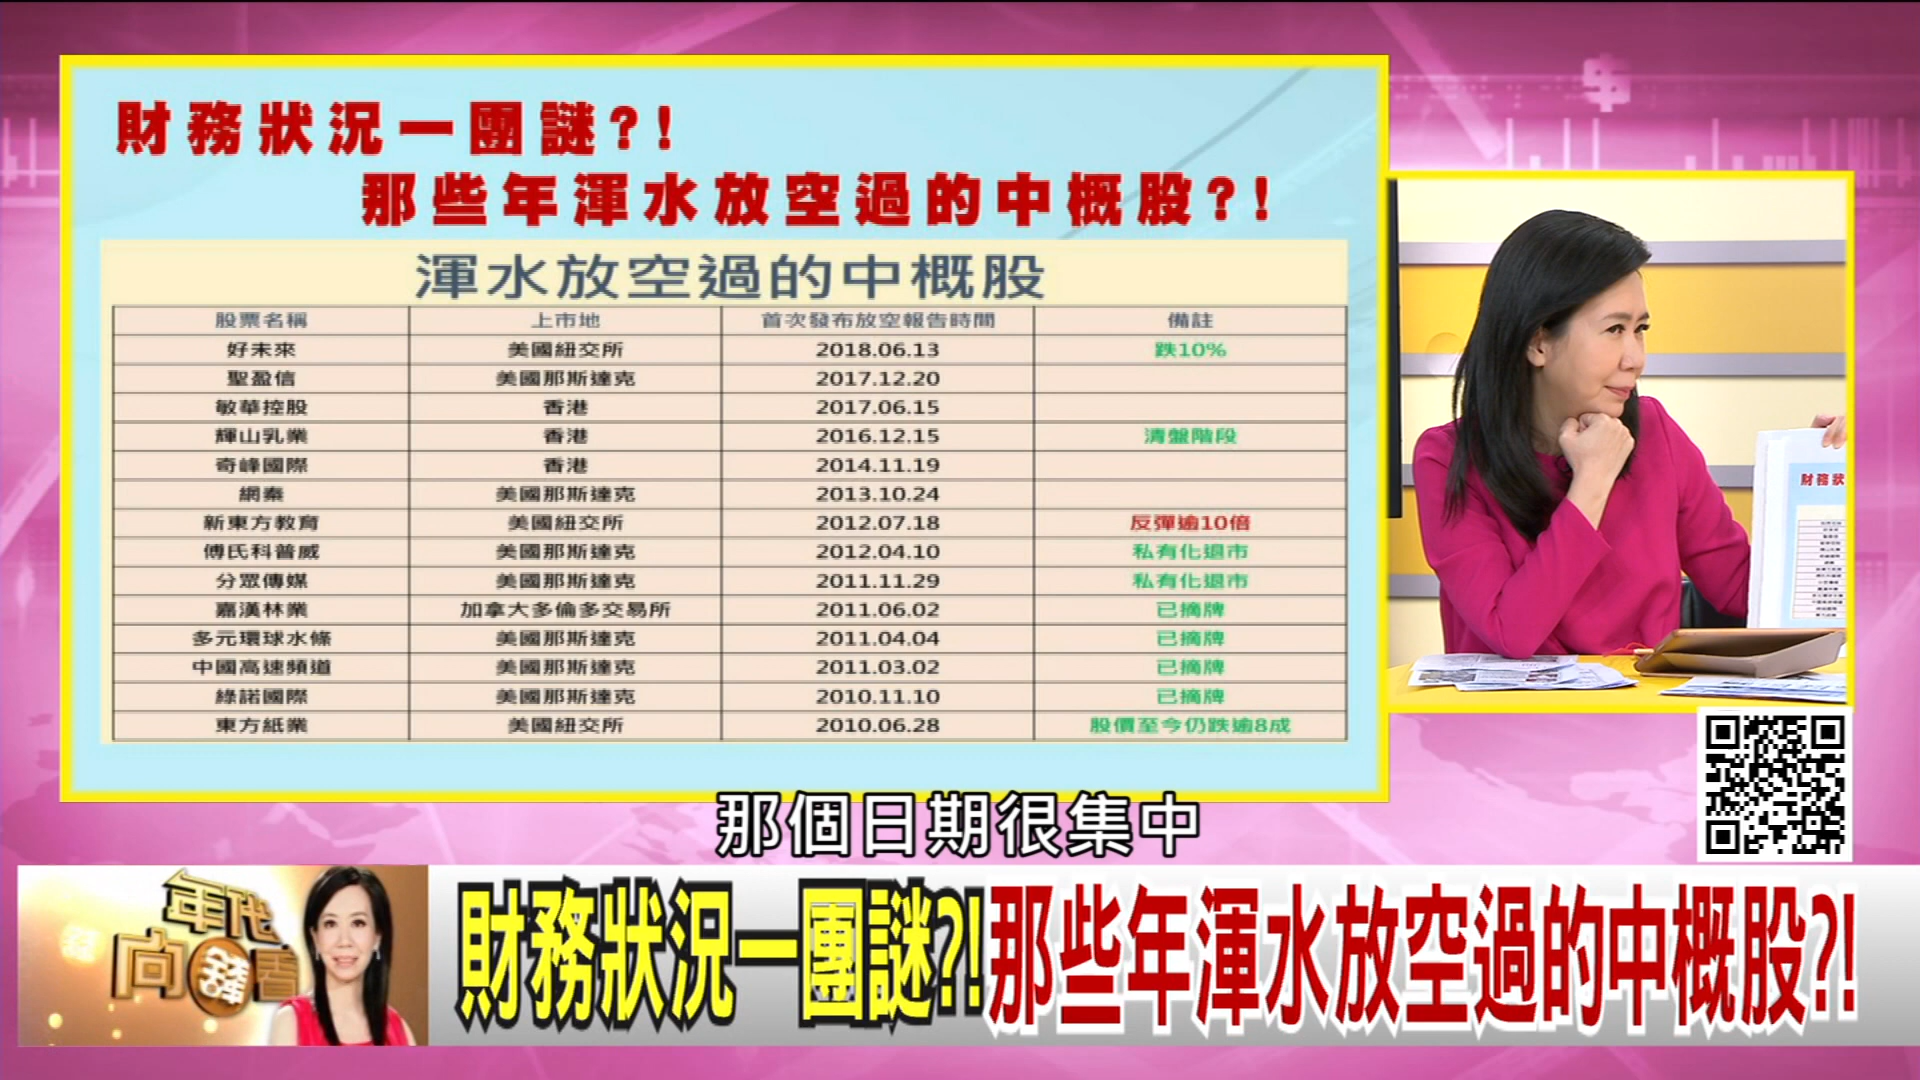 財務狀況一團謎?!
那些年渾水放空過的中概股?!
渾水放空過的中概股
股票名稱 上市地 首次發布放空報告時間 備註
好未來 美國紐交所 2018.06.13 跌10%
聖盈信 美國那斯達克 2017.12.20
敏華控股 香港 2017.06.15
輝山乳業 香港 2016.12.15 清盤階段
奇峰國際 香港 2014.11.19
網秦 美國那斯達克 2013.10.24
新東方教育 美國紐交所 2012.07.18 反彈逾10倍
傅氏科普威 美國那斯達克 2012.04.10 私有化退市
分眾傳媒 美國那斯達克 2011.11.29 私有化退市
嘉漢林業 加拿大多倫多交易所 2011.06.02 已摘牌
多元環球水條 美國那斯達克 2011.04.04 已摘牌
中國高速頻道 美國那斯達克 2011.03.02 已摘牌
綠諾國際 美國那斯達克 2010.11.10 已摘牌
東方紙業 美國紐交所 2010.06.28 股價至今仍跌逾8成
財務狀
那個日期很集中
年代
向錢看
財務狀況一團謎?!那些年渾水放空過的中概股?!